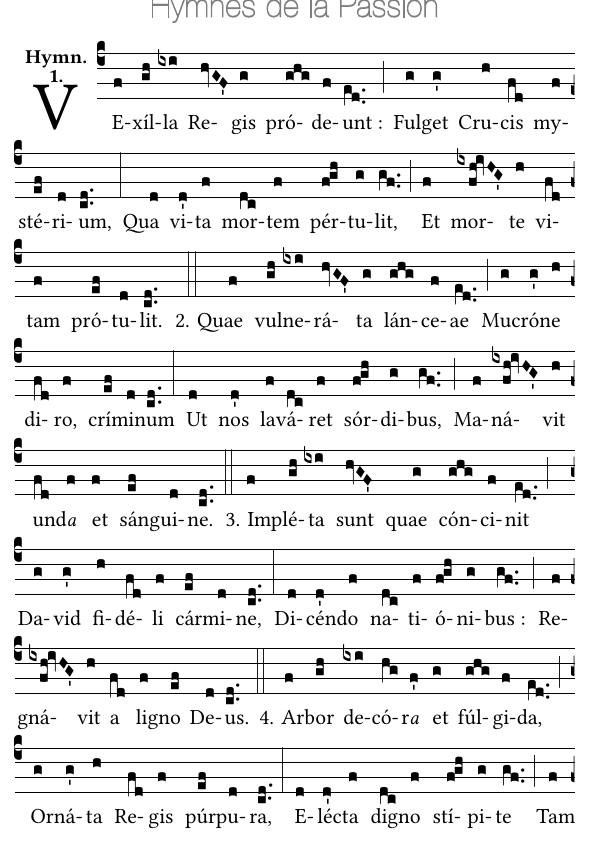 Hymnes de la Passion
Hymn.
1.
VE-xíl-la Re-gis pró-de-unt : Fulget Cru-cis my-
sté-ri-um, Qua vi-ta mor-tem pér-tu-lit, Et mor-te vi-
tam pró-tu-lit. 2. Quae vulne-rá-ta lán-ce-ae Mucróne
di-ro, críminum Ut nos lavá-ret sór-di-bus, Ma-ná-vit
unda et sángui-ne. 3. Implé-ta sunt quae cón-ci-nit
Da-vid fi-dé-li cármi-ne, Di-céndo na-ti-ó-ni-bus : Re-
gná-vit a ligno De-us. 4. Arbor de-có-ra et fúl-gi-da,
Orná-ta Re-gis púrpu-ra, E-lécta digno stí-pi-te Tam